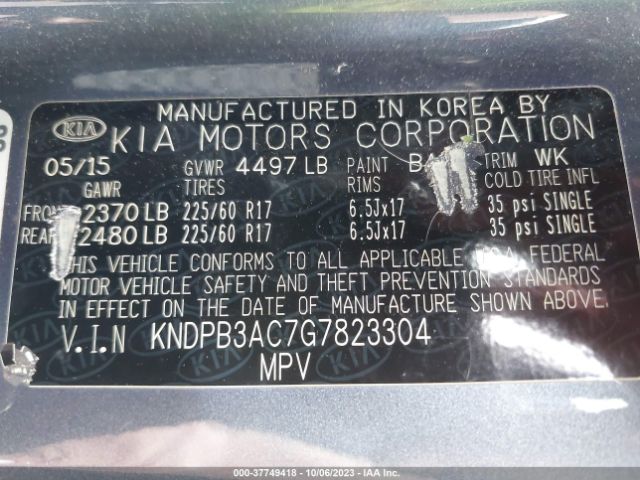 MANUFACTURED IN KOREA BY
KIA KIA MOTORS CORPORATION
05/15 GVWR 4497 LB PAINT TRIM WK
GAWR TIRES RIMS COLD TIRE INFL
FRONT 2370 LB 225/60 R17 6.5Jx17 35 psi SINGLE
REAR 2480 LB 225/60 R17 6.5Jx17 35 psi SINGLE
THIS VEHICLE CONFORMS TO ALL APPLICABLE U.S.A. FEDERAL
MOTOR VEHICLE SAFETY AND THEFT PREVENTION STANDARDS
IN EFFECT ON THE DATE OF MANUFACTURE SHOWN ABOVE.
V.I.N KNDPB3AC7G7823304
MPV
000-37749418 - 10/06/2023 - IAA Inc.